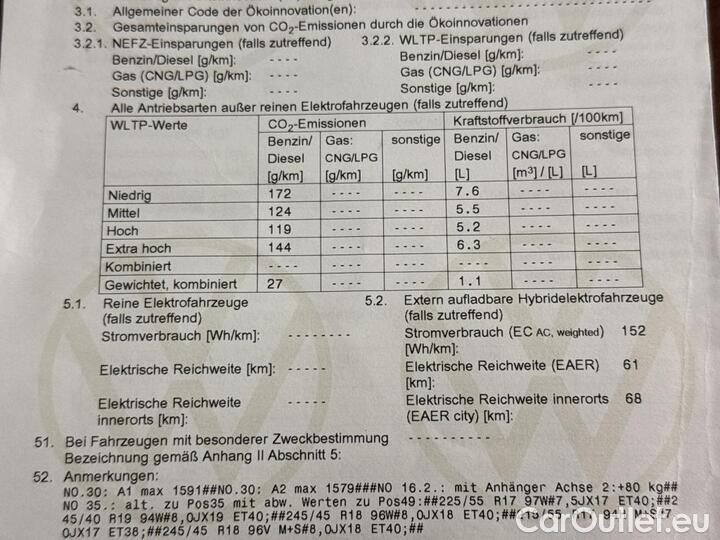 3.1. Allgemeiner Code der Ökoinnovation(en): ----
3.2. Gesamteinsparungen von CO₂-Emissionen durch die Ökoinnovationen
3.2.1. NEFZ-Einsparungen (falls zutreffend) 3.2.2. WLTP-Einsparungen (falls zutreffend)
Benzin/Diesel [g/km]: ---- Benzin/Diesel [g/km]: ----
Gas (CNG/LPG) [g/km]: ---- Gas (CNG/LPG) [g/km]: ----
Sonstige [g/km]: ---- Sonstige [g/km]: ----
4. Alle Antriebsarten außer reinen Elektrofahrzeugen (falls zutreffend)
WLTP-Werte CO₂-Emissionen Kraftstoffverbrauch [/100km]
Benzin/ Gas: sonstige Benzin/ Gas: sonstige
Diesel CNG/LPG Diesel CNG/LPG
[g/km] [g/km] [g/km] [L] [m³] / [L] [L]
Niedrig 172 ---- ---- 7.6 ---- ----
Mittel 124 ---- ---- 5.5 ---- ----
Hoch 119 ---- ---- 5.2 ---- ----
Extra hoch 144 ---- ---- 6.3 ---- ----
Kombiniert ---- ---- ---- ---- ---- ----
Gewichtet, kombiniert 27 ---- ---- 1.1 ---- ----
5.1. Reine Elektrofahrzeuge 5.2. Extern aufladbare Hybridelektrofahrzeuge
(falls zutreffend) (falls zutreffend)
Stromverbrauch [Wh/km]: -------- Stromverbrauch (EC AC, weighted) 152
[Wh/km]:
Elektrische Reichweite [km]: ----- Elektrische Reichweite (EAER) 61
[km]:
Elektrische Reichweite ----- Elektrische Reichweite innerorts 68
innerorts [km]: (EAER city) [km]:
51. Bei Fahrzeugen mit besonderer Zweckbestimmung --------
Bezeichnung gemäß Anhang II Abschnitt 5:
52. Anmerkungen:
NO.30: A1 max 1591##NO.30: A2 max 1579###NO 16.2.: mit Anhänger Achse 2:+80 kg##
NO 35.: alt. zu Pos35 mit abw. Werten zu Pos49:##225/55 R17 97W#7,5JX17 ET40;##2
45/40 R19 94W#8,0JX19 ET40;##245/45 R18 96W#8,0JX18 ET40;##215/55 R17 94V M+S#7,
0JX17 ET38;##245/45 R18 96V M+S#8,0JX18 ET40;##
CarOutlet.eu